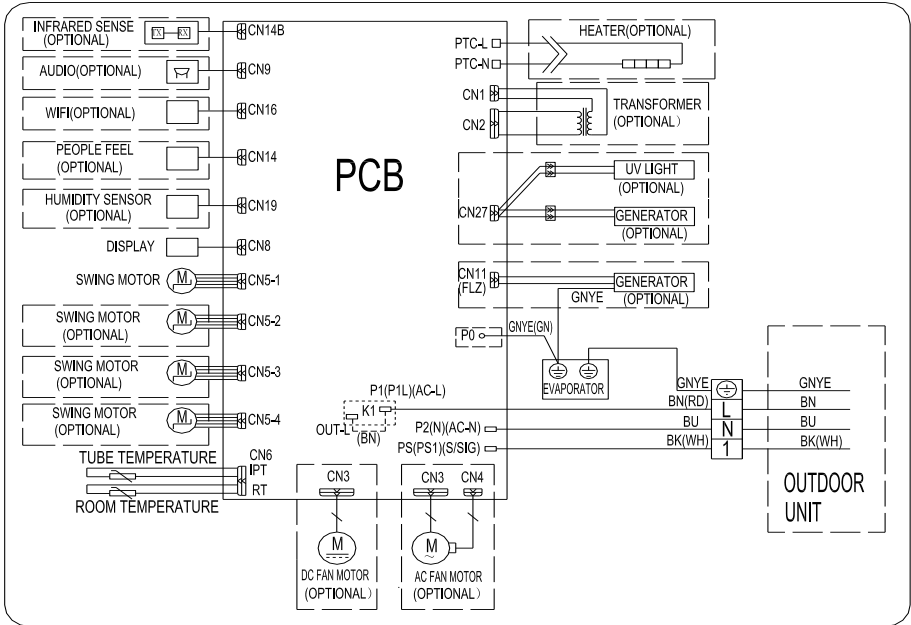 INFRARED SENSE
(OPTIONAL)
TX
RX
CN14B
AUDIO(OPTIONAL)
CN9
WIFI(OPTIONAL)
CN16
PEOPLE FEEL
(OPTIONAL)
CN14
HUMIDITY SENSOR
(OPTIONAL)
CN19
DISPLAY
CN8
SWING MOTOR
M
CN5-1
SWING MOTOR
(OPTIONAL)
M
CN5-2
SWING MOTOR
(OPTIONAL)
M
CN5-3
SWING MOTOR
(OPTIONAL)
M
CN5-4
TUBE TEMPERATURE
CN6
IPT
RT
ROOM TEMPERATURE
PCB
PTC-L
PTC-N
HEATER(OPTIONAL)
CN1
CN2
TRANSFORMER
(OPTIONAL)
CN27
UV LIGHT
(OPTIONAL)
GENERATOR
(OPTIONAL)
CN11
(FLZ)
GENERATOR
(OPTIONAL)
GNYE
P0
GNYE(GN)
EVAPORATOR
P1(P1L)(AC-L)
K1
OUT-L
(BN)
P2(N)(AC-N)
PS(PS1)(S/SIG)
GNYE
BN(RD)
BU
BK(WH)
L
N
1
GNYE
BN
BU
BK(WH)
OUTDOOR
UNIT
CN3
M
DC FAN MOTOR
(OPTIONAL)
CN3
CN4
M
AC FAN MOTOR
(OPTIONAL)